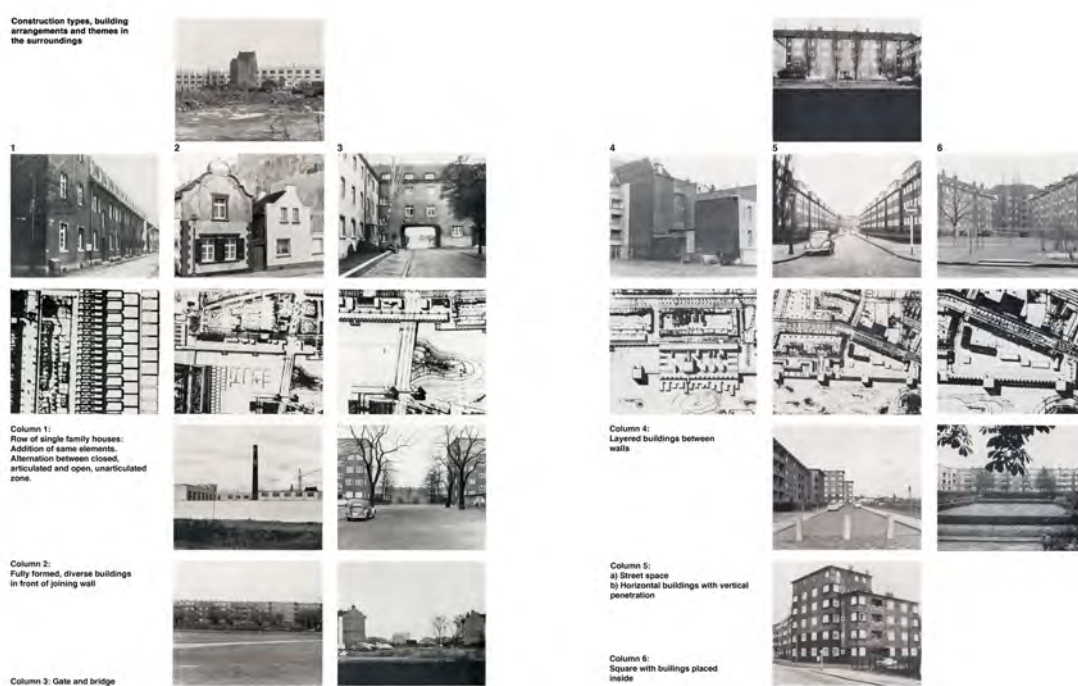 Construction types, building
arrangements and themes in
the surroundings
1
2
3
4
5
6
Column 1:
Row of single family houses:
Addition of same elements.
Alternation between closed,
articulated and open, unarticulated
zone.
Column 2:
Fully formed, diverse buildings
in front of joining wall
Column 3: Gate and bridge
Column 4:
Layered buildings between
walls
Column 5:
a) Street space
b) Horizontal buildings with vertical
penetration
Column 6:
Square with builings placed
inside